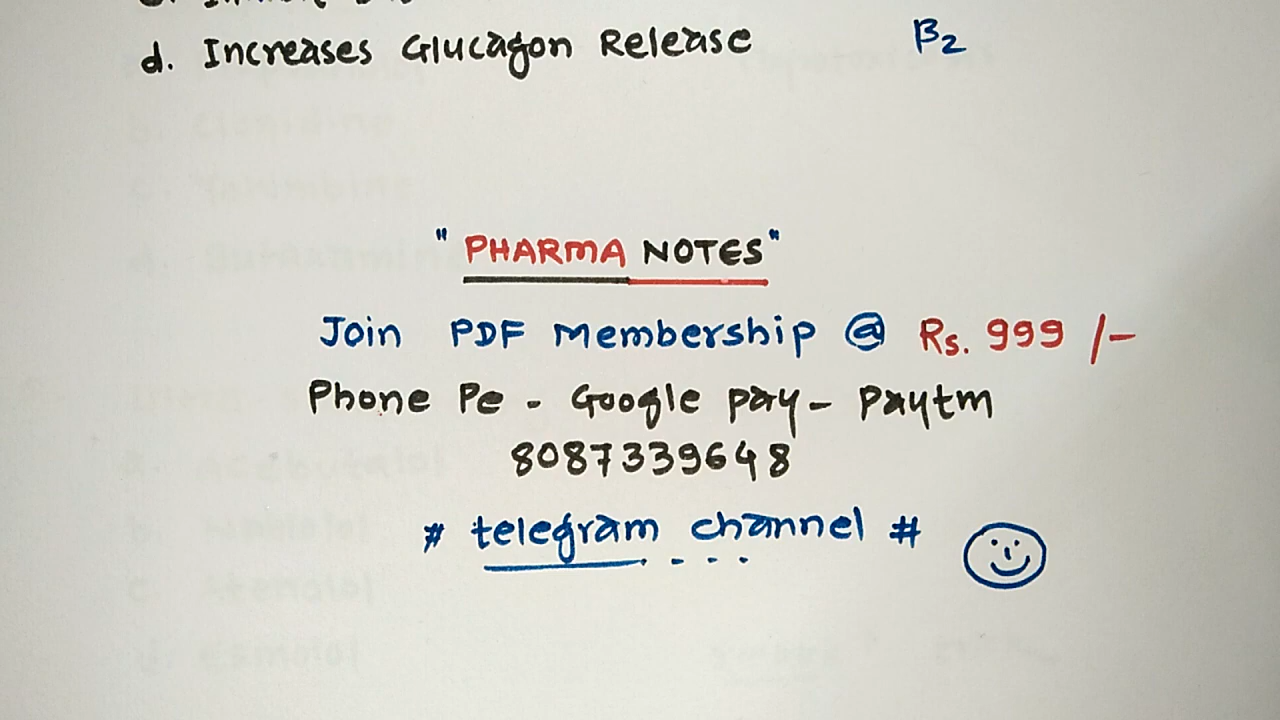 d. Increases Glucagon Release β2
" PHARMA NOTES "
Join PDF Membership @ Rs. 999 /-
Phone Pe - Google pay - Paytm
8087339648
# telegram channel #